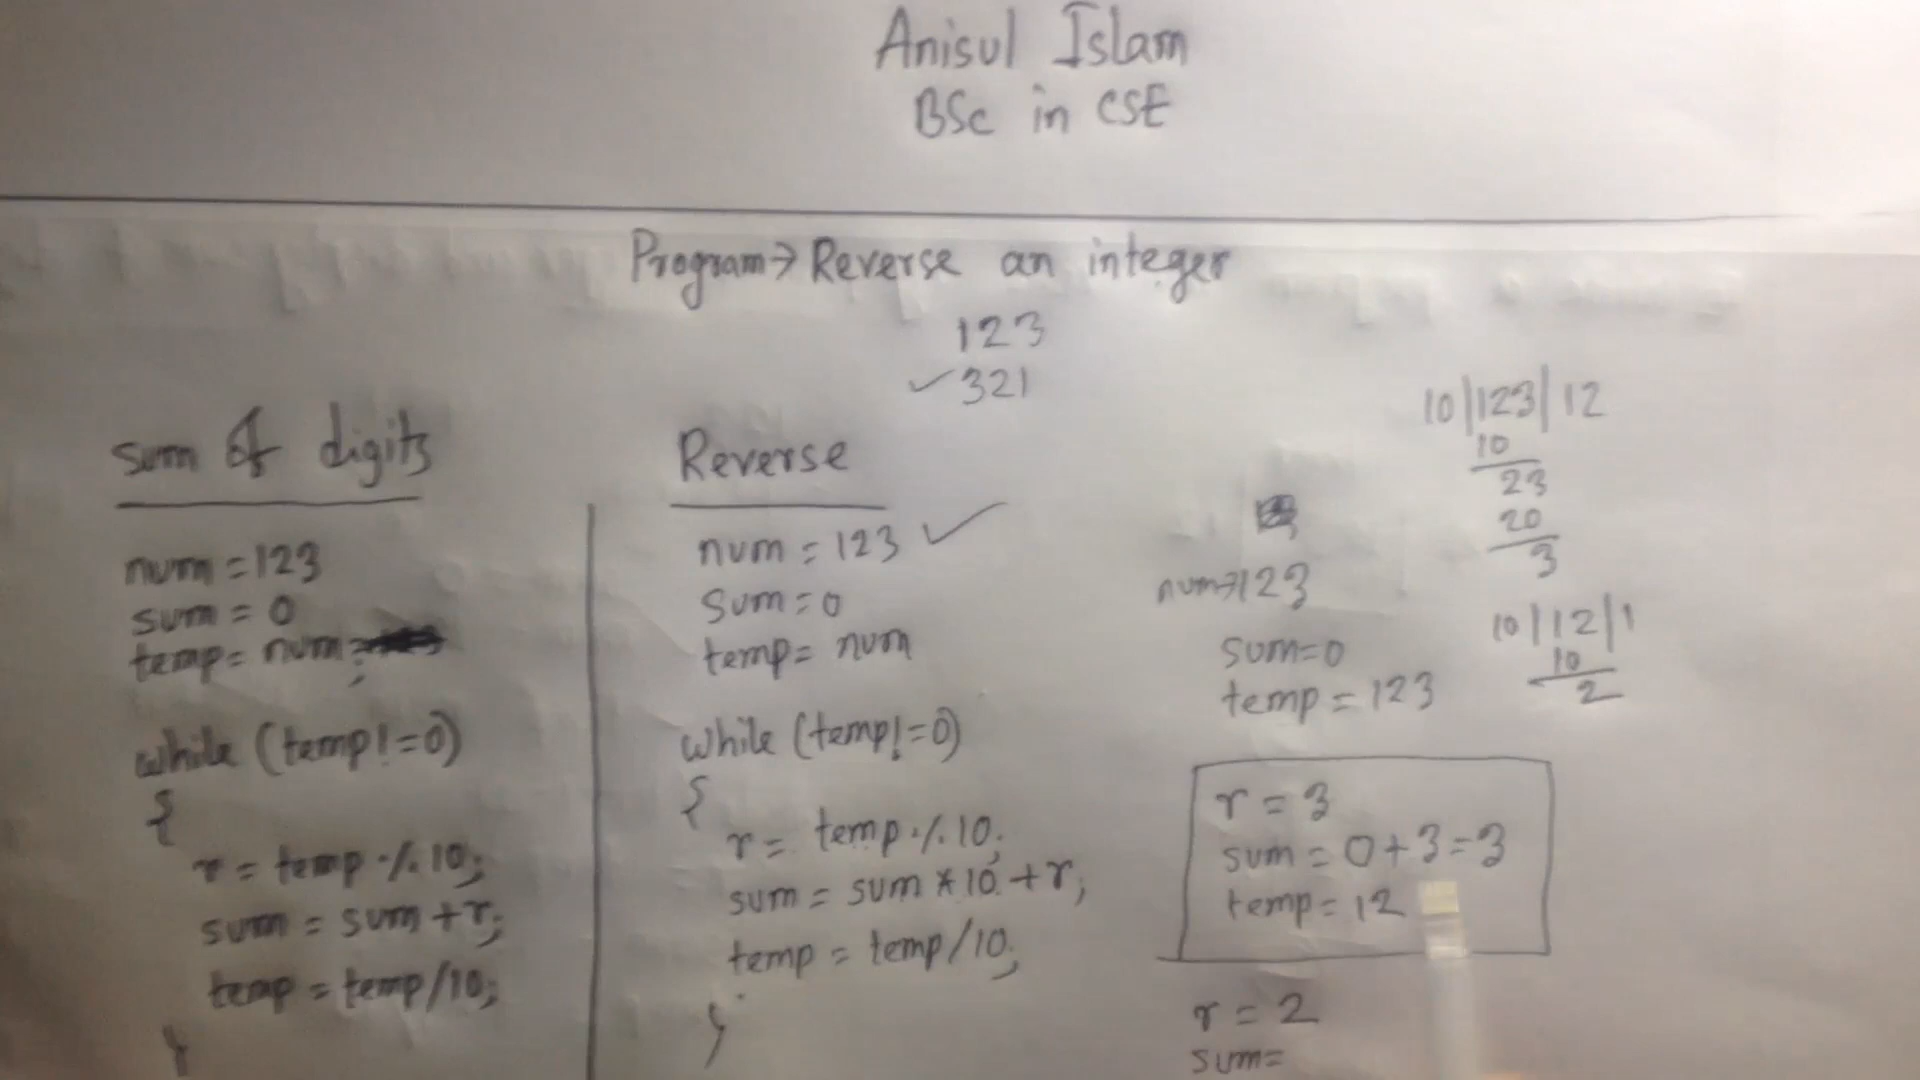 Anisul Islam
BSc in CSE
Program→ Reverse an integer
123
✓321
sum of digits
num = 123
sum = 0
temp = num;
while (temp! = 0)
{
r = temp % 10;
sum = sum + r;
temp = temp/10;
}
Reverse
num = 123 ✓
sum = 0
temp = num
while (temp! = 0)
{
r = temp % 10;
sum = sum * 10 + r;
temp = temp/10;
}
num→123
sum=0
temp = 123
r = 3
sum = 0+3=3
temp = 12
r = 2
sum=
10|123|12
10
23
20
3
10|12|1
10
2